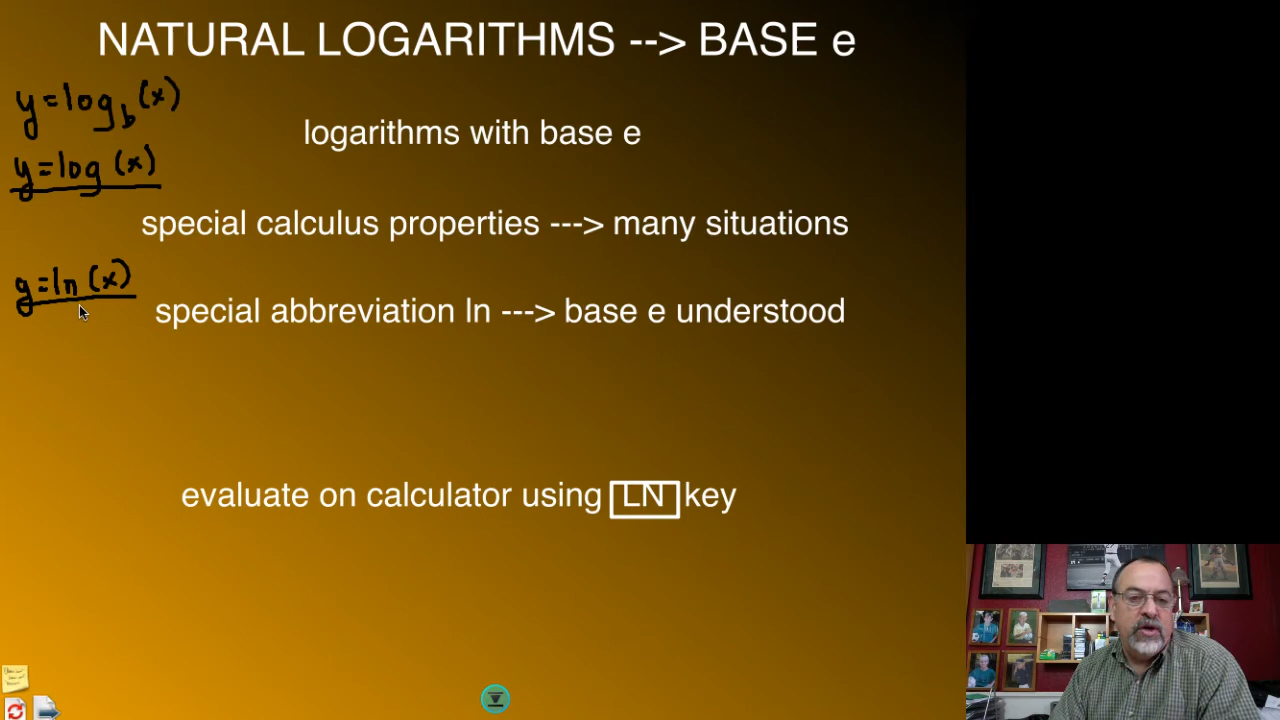 NATURAL LOGARITHMS --> BASE e
y=log_b(x)
logarithms with base e
y=log(x)
special calculus properties ---> many situations
y=ln(x)
special abbreviation ln ---> base e understood
evaluate on calculator using LN key